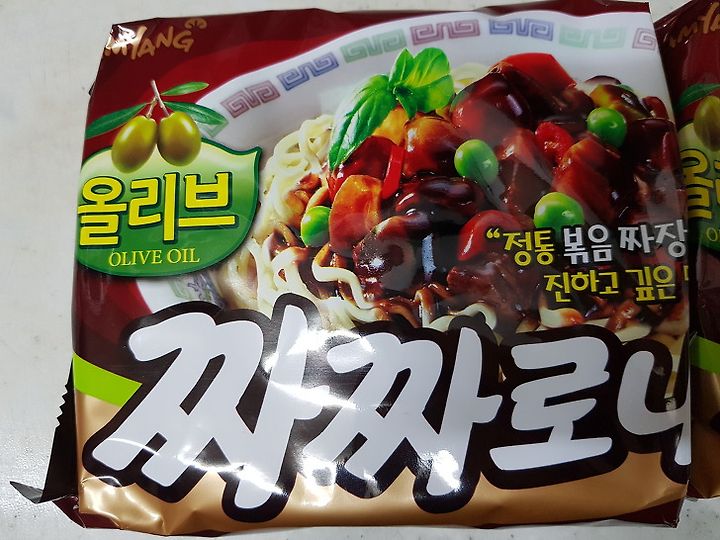 YANG
올리브
OLIVE OIL
“정통 볶음 짜장
진하고 깊은
짜짜로니